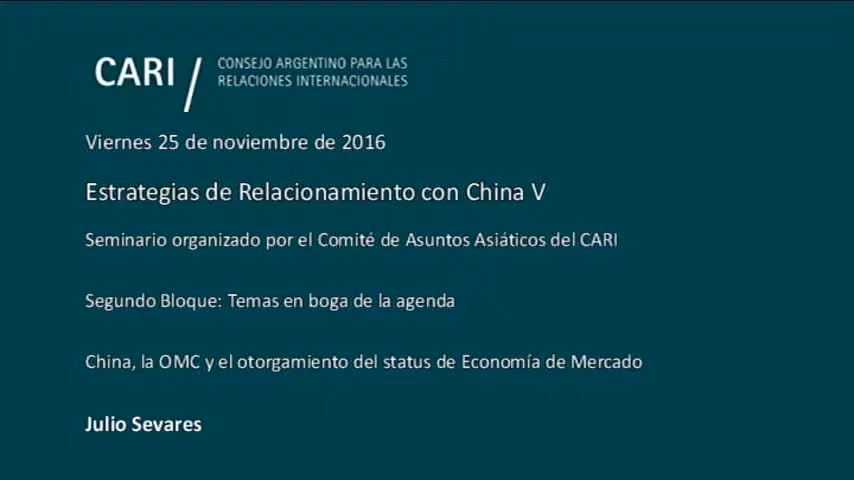 CARI /
CONSEJO ARGENTINO PARA LAS
RELACIONES INTERNACIONALES
Viernes 25 de noviembre de 2016
Estrategias de Relacionamiento con China V
Seminario organizado por el Comité de Asuntos Asiáticos del CARI
Segundo Bloque: Temas en boga de la agenda
China, la OMC y el otorgamiento del status de Economía de Mercado
Julio Sevares